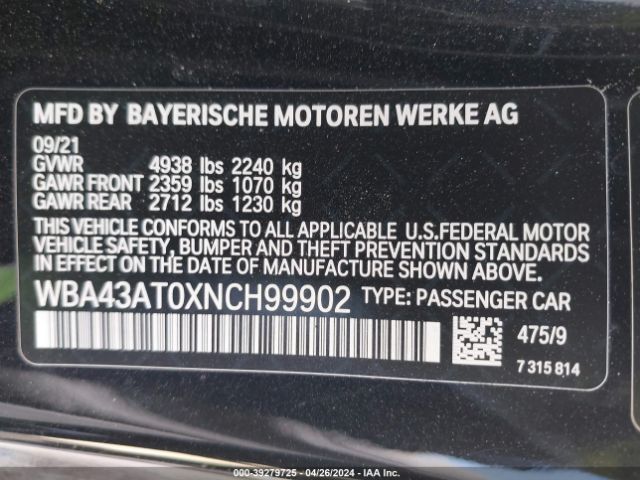 MFD BY BAYERISCHE MOTOREN WERKE AG
09/21
GVWR 4938 lbs 2240 kg
GAWR FRONT 2359 lbs 1070 kg
GAWR REAR 2712 lbs 1230 kg
THIS VEHICLE CONFORMS TO ALL APPLICABLE U.S.FEDERAL MOTOR
VEHICLE SAFETY, BUMPER AND THEFT PREVENTION STANDARDS
IN EFFECT ON THE DATE OF MANUFACTURE SHOWN ABOVE.
WBA43AT0XNCH99902 TYPE: PASSENGER CAR
475/9
7 315 814
000-39279725 - 04/26/2024 - IAA Inc.